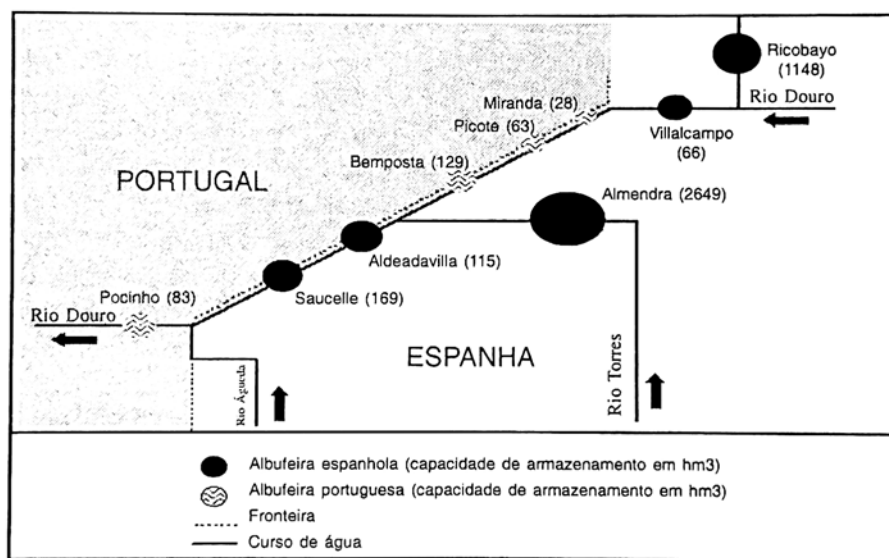 Ricobayo
(1148)
Miranda (28)
Rio Douro
Picote (63)
Villalcampo
(66)
Bemposta (129)
PORTUGAL
Almendra (2649)
Aldeadavilla (115)
Pocinho (83)
Saucelle (169)
Rio Douro
ESPANHA
Rio Águeda
Rio Torres
Albufeira espanhola (capacidade de armazenamento em hm3)
Albufeira portuguesa (capacidade de armazenamento em hm3)
Fronteira
Curso de água